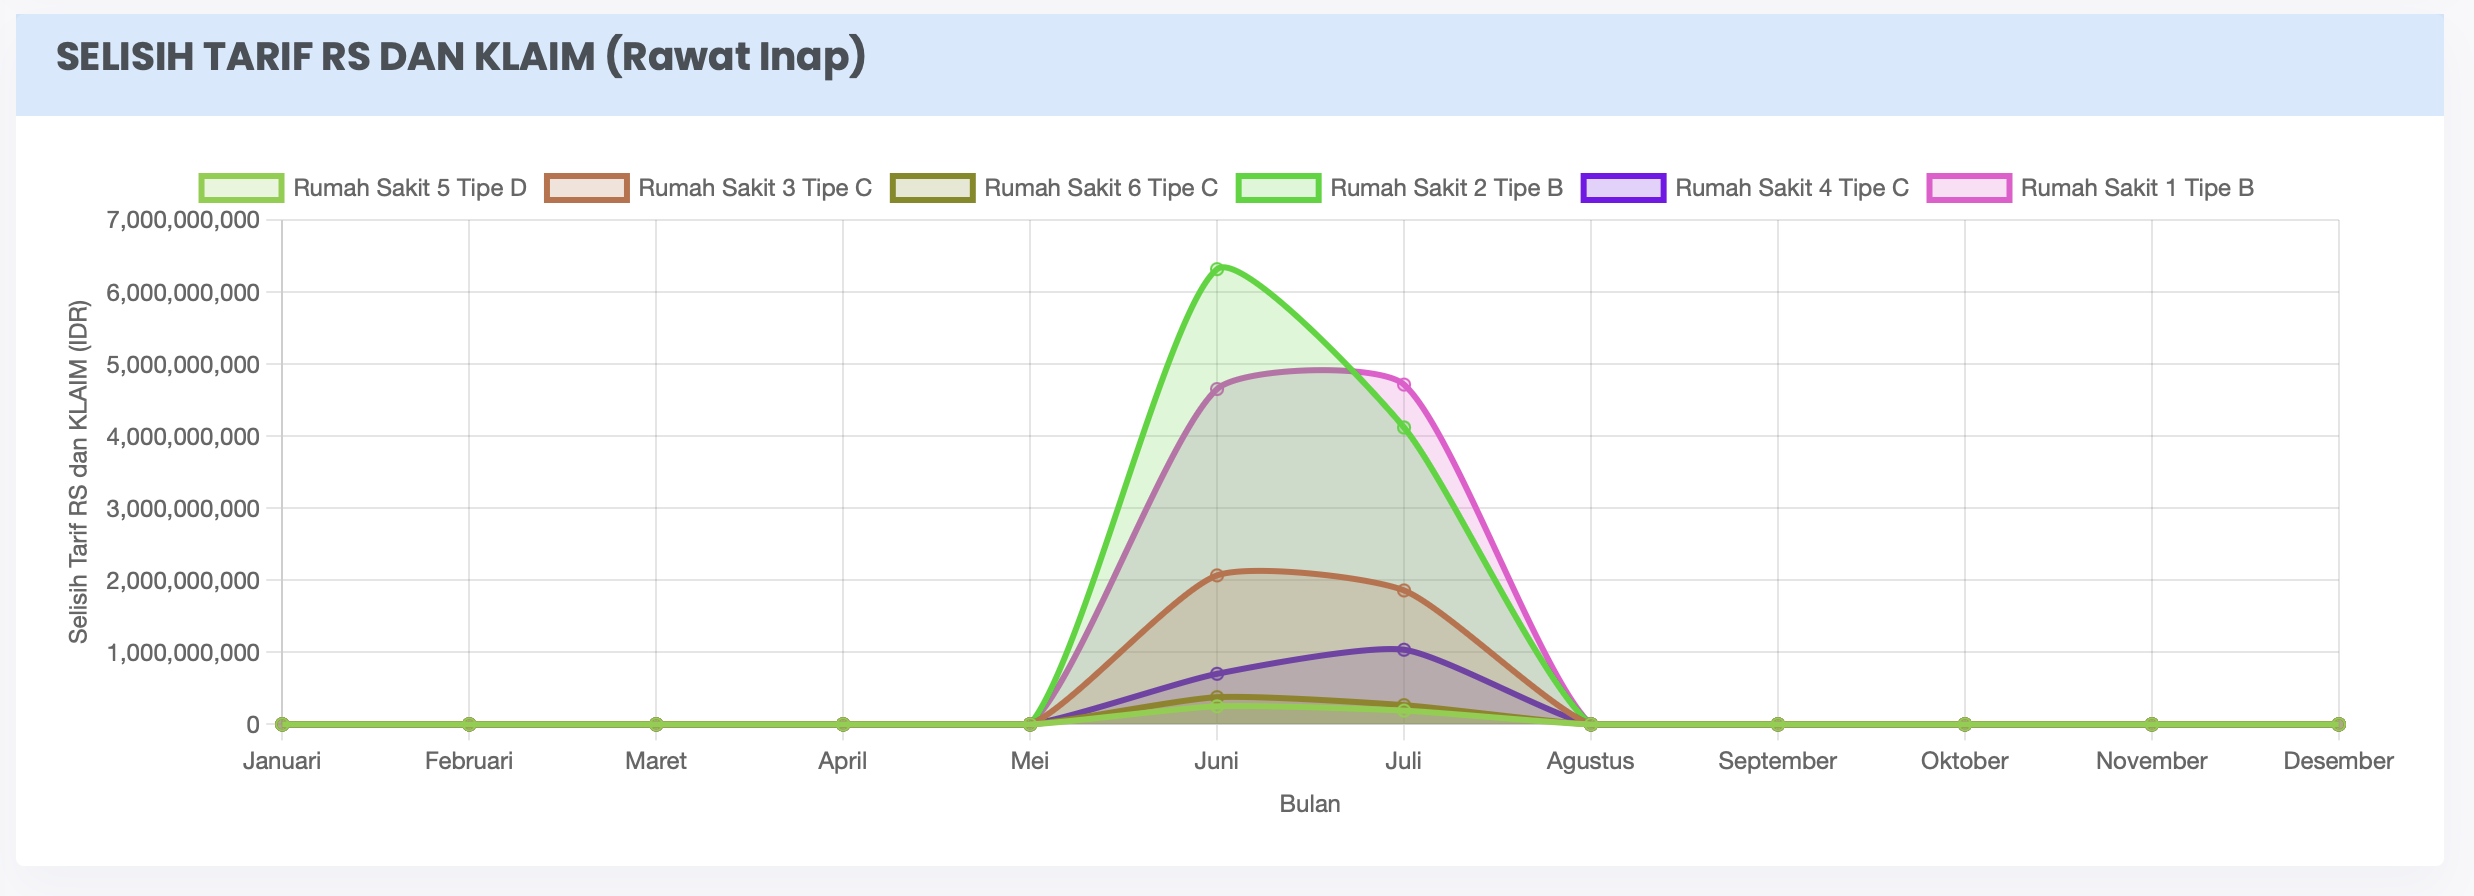 SELISIH TARIF RS DAN KLAIM (Rawat Inap)
Rumah Sakit 5 Tipe D
Rumah Sakit 3 Tipe C
Rumah Sakit 6 Tipe C
Rumah Sakit 2 Tipe B
Rumah Sakit 4 Tipe C
Rumah Sakit 1 Tipe B
Selisih Tarif RS dan KLAIM (IDR)
7,000,000,000
6,000,000,000
5,000,000,000
4,000,000,000
3,000,000,000
2,000,000,000
1,000,000,000
0
Januari
Februari
Maret
April
Mei
Juni
Juli
Agustus
September
Oktober
November
Desember
Bulan